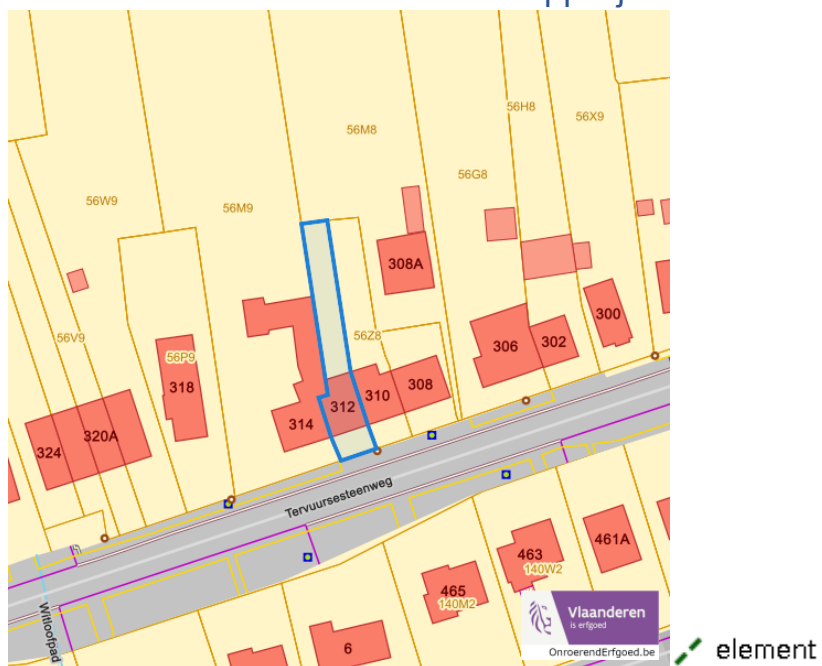 56H8
56X9
56M8
56G8
56W9
56M9
308A
56Z8
300
306
302
56V9
56P9
318
310
308
312
314
320A
324
Tervuursesteenweg
461A
463
140W2
465
140M2
Witloofpad
6
Vlaanderen
is erfgoed
OnroerendErfgoed.be
element